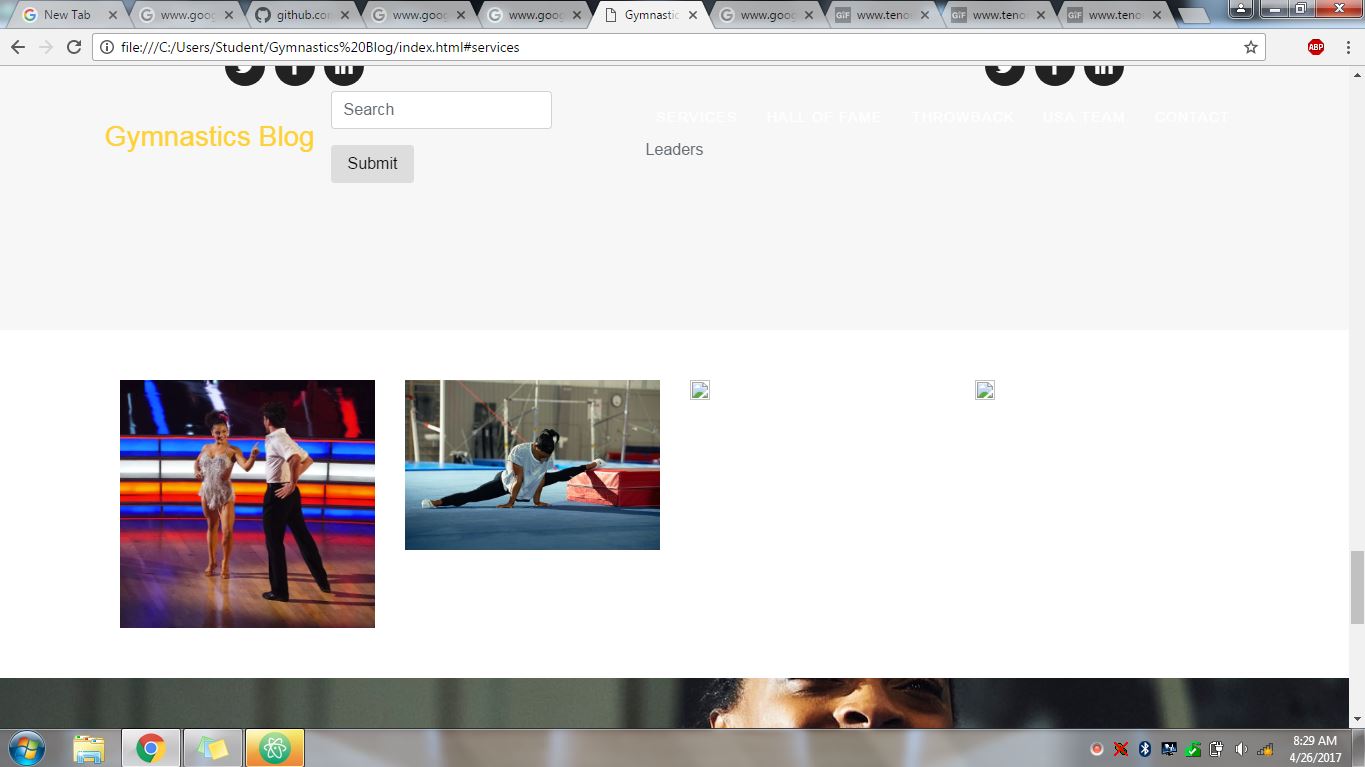 New Tab
www.goog
github.com
www.goog
www.goog
Gymnastic
www.goog
www.tenor
www.tenor
www.tenor
file:///C:/Users/Student/Gymnastics%20Blog/index.html#services
ABP
Search
SERVICES HALL OF FAME THROWBACK USA TEAM CONTACT
Gymnastics Blog
Leaders
Submit
8:29 AM
4/26/2017